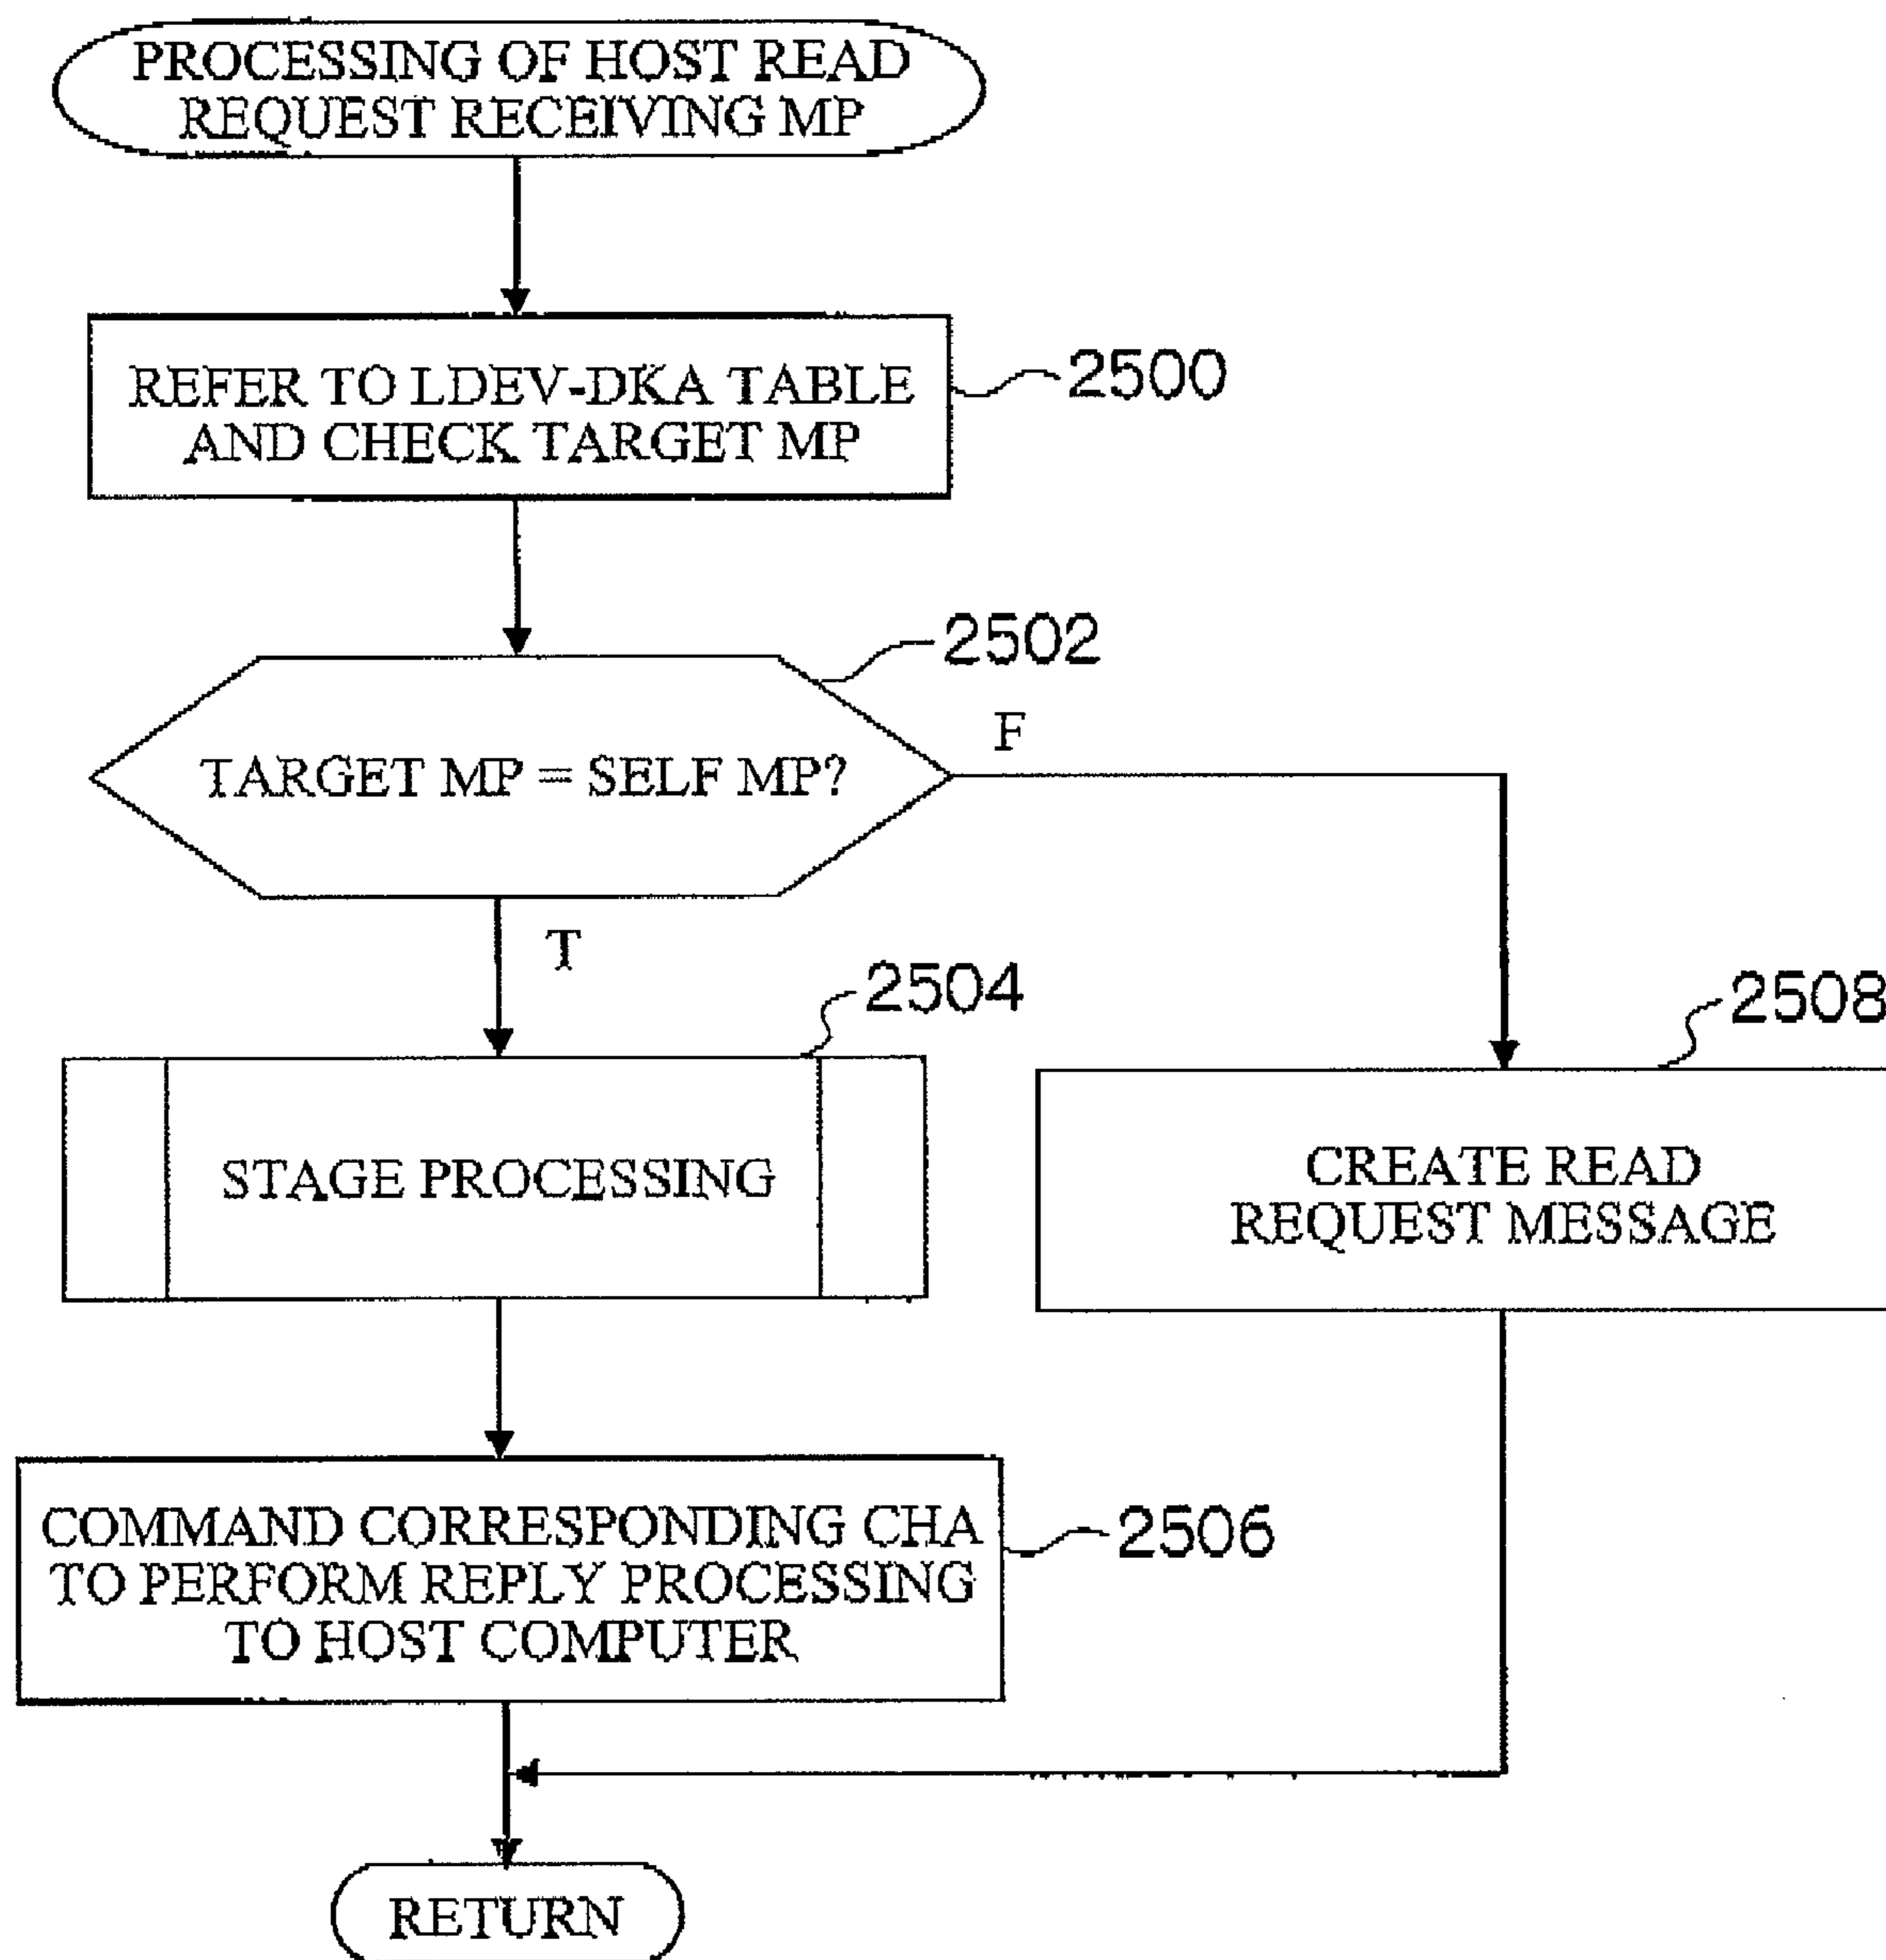 PROCESSING OF HOST READ
REQUEST RECEIVING MP
REFER TO LDEV-DKA TABLE
AND CHECK TARGET MP
2500
2502
TARGET MP = SELF MP?
F
T
2504
STAGE PROCESSING
2508
CREATE READ
REQUEST MESSAGE
COMMAND CORRESPONDING CHA
TO PERFORM REPLY PROCESSING
TO HOST COMPUTER
2506
RETURN